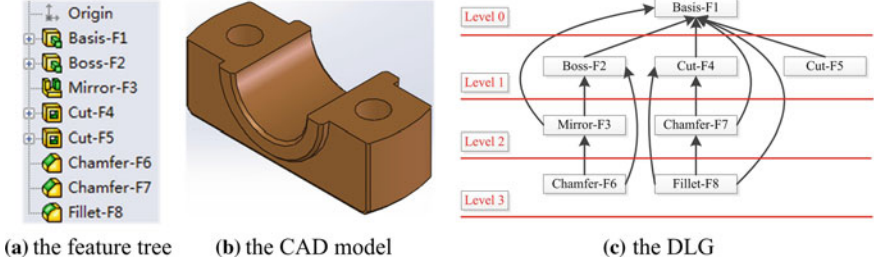 Origin
Basis-F1
Boss-F2
Mirror-F3
Cut-F4
Cut-F5
Chamfer-F6
Chamfer-F7
Fillet-F8
(a) the feature tree
(b) the CAD model
Level 0
Basis-F1
Boss-F2
Cut-F4
Cut-F5
Level 1
Mirror-F3
Chamfer-F7
Level 2
Chamfer-F6
Fillet-F8
Level 3
(c) the DLG